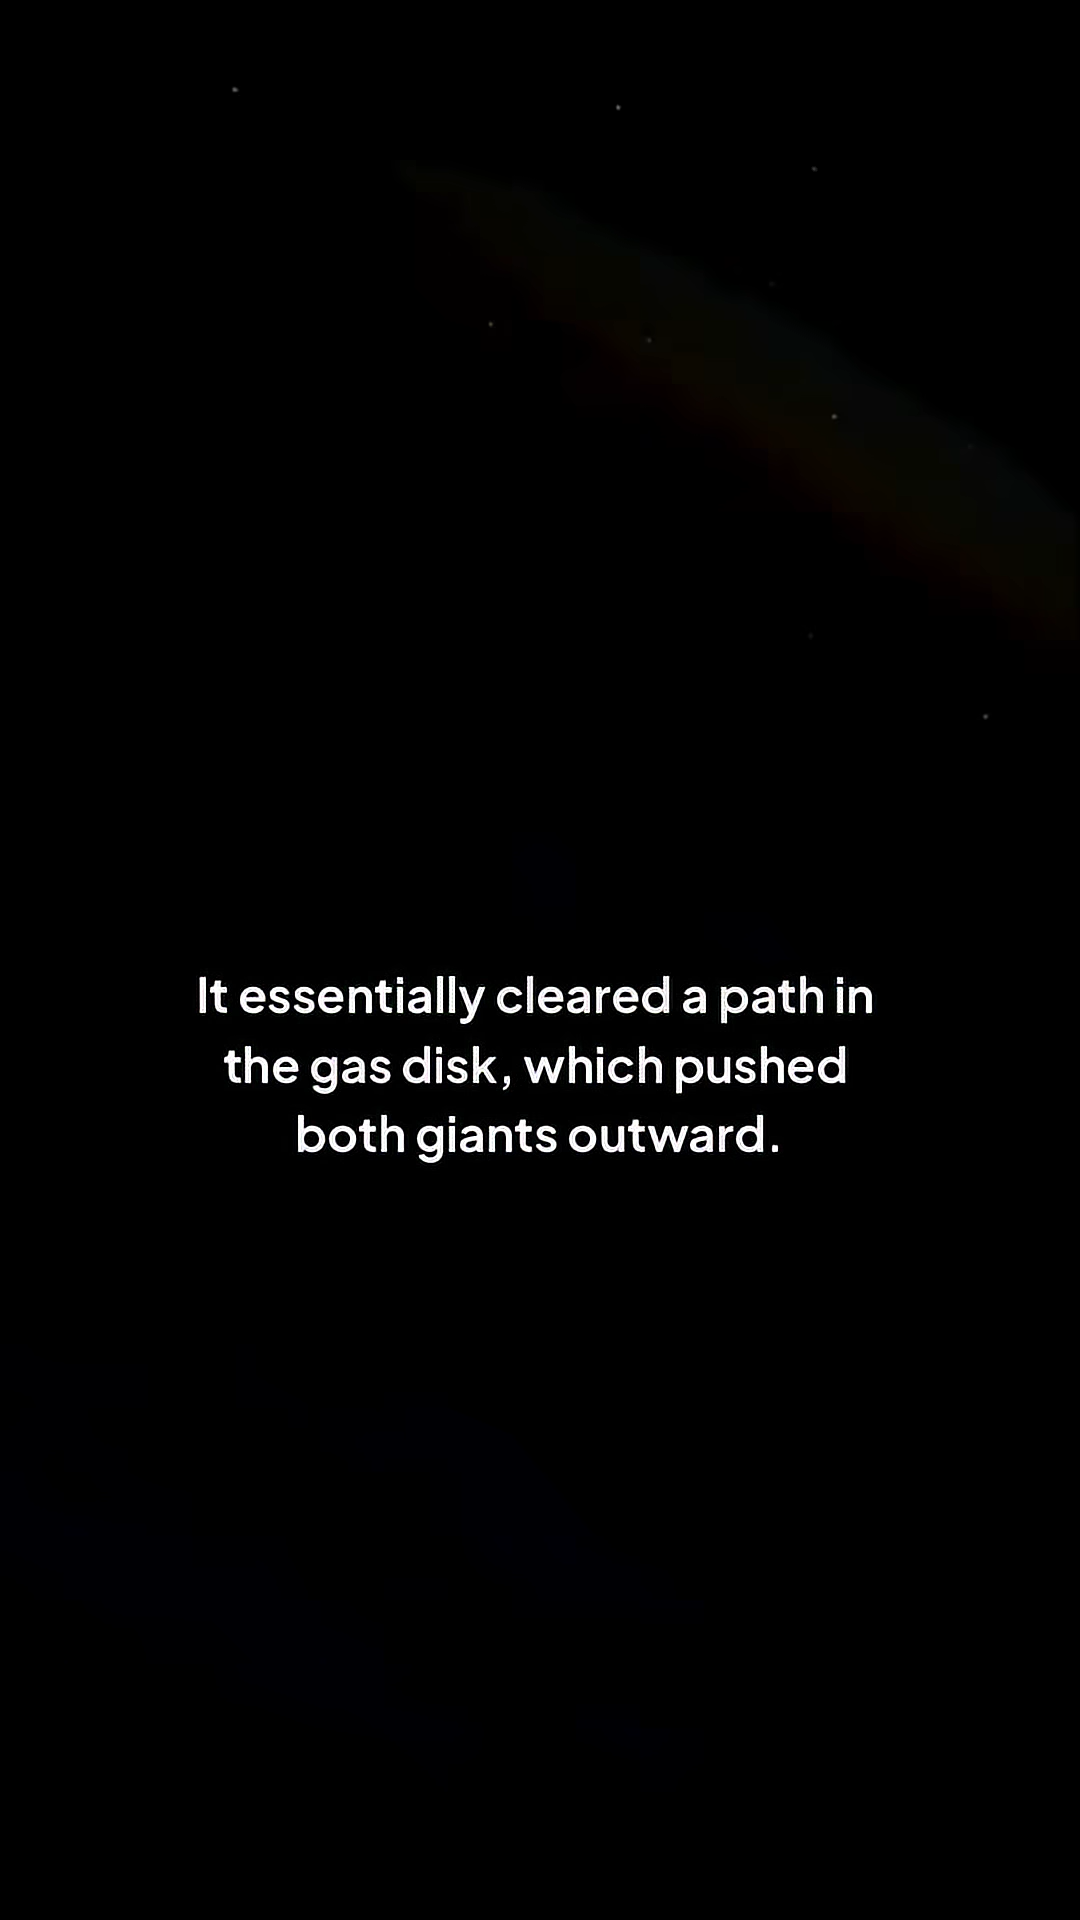 It essentially cleared a path in
the gas disk, which pushed
both giants outward.